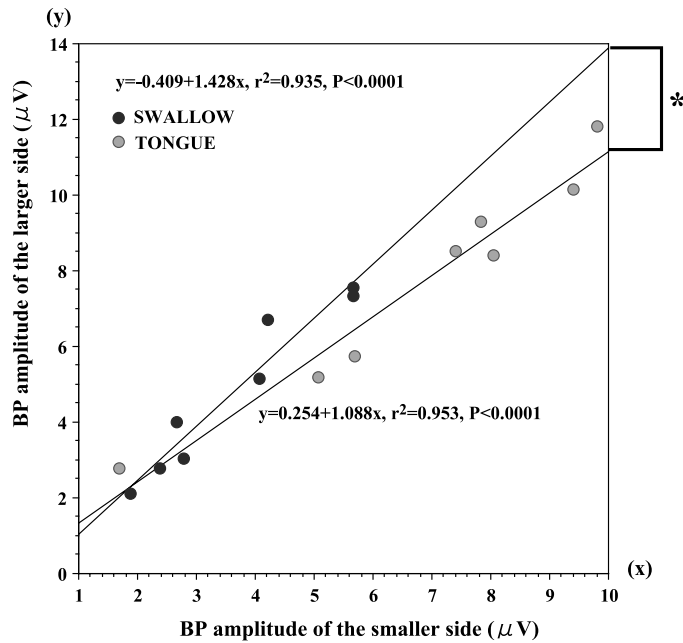 (y)
14
y=-0.409+1.428x, r²=0.935, P<0.0001
SWALLOW
TONGUE
*
12
10
8
6
y=0.254+1.088x, r²=0.953, P<0.0001
4
2
0
BP amplitude of the larger side (μV)
(x)
1 2 3 4 5 6 7 8 9 10
BP amplitude of the smaller side (μV)